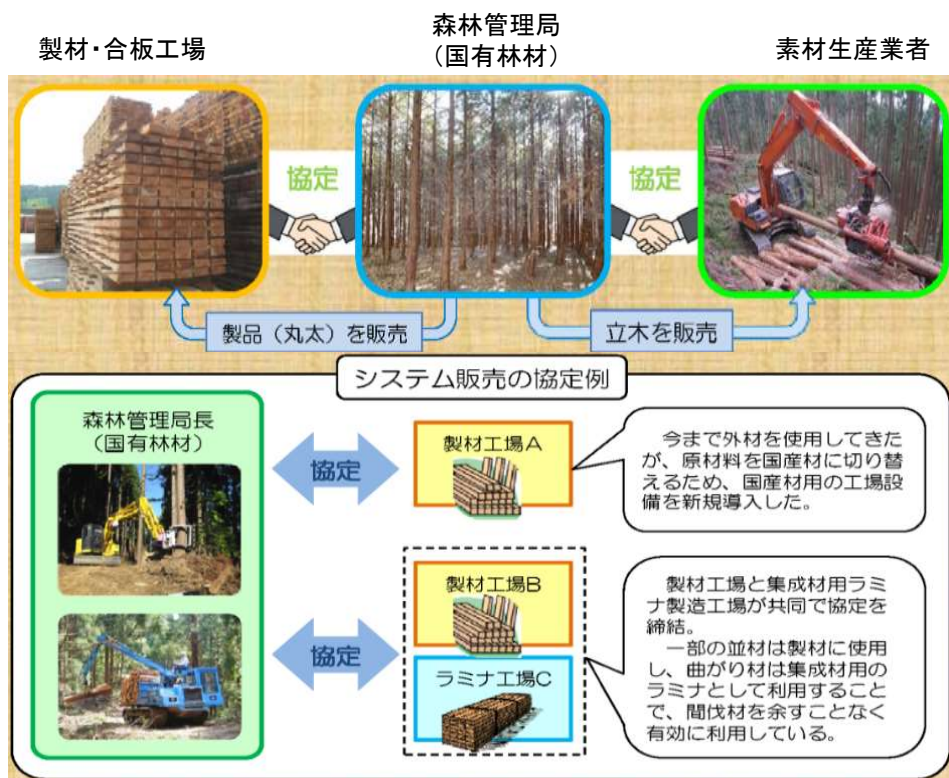 製材・合板工場
森林管理局
（国有林材）
素材生産業者
協定
協定
製品（丸太）を販売
立木を販売
システム販売の協定例
森林管理局長
（国有林材）
協定
製材工場A
今まで外材を使用してきた
が、原材料を国産材に切り替
えるため、国産材用の工場設
備を新規導入した。
協定
製材工場B
ラミナ工場C
製材工場と集成材用ラミ
ナ製造工場が共同で協定を
締結。
一部の並材は製材に使用
し、曲がり材は集成材用の
ラミナとして利用すること
で、間伐材を余すことなく
有効に利用している。